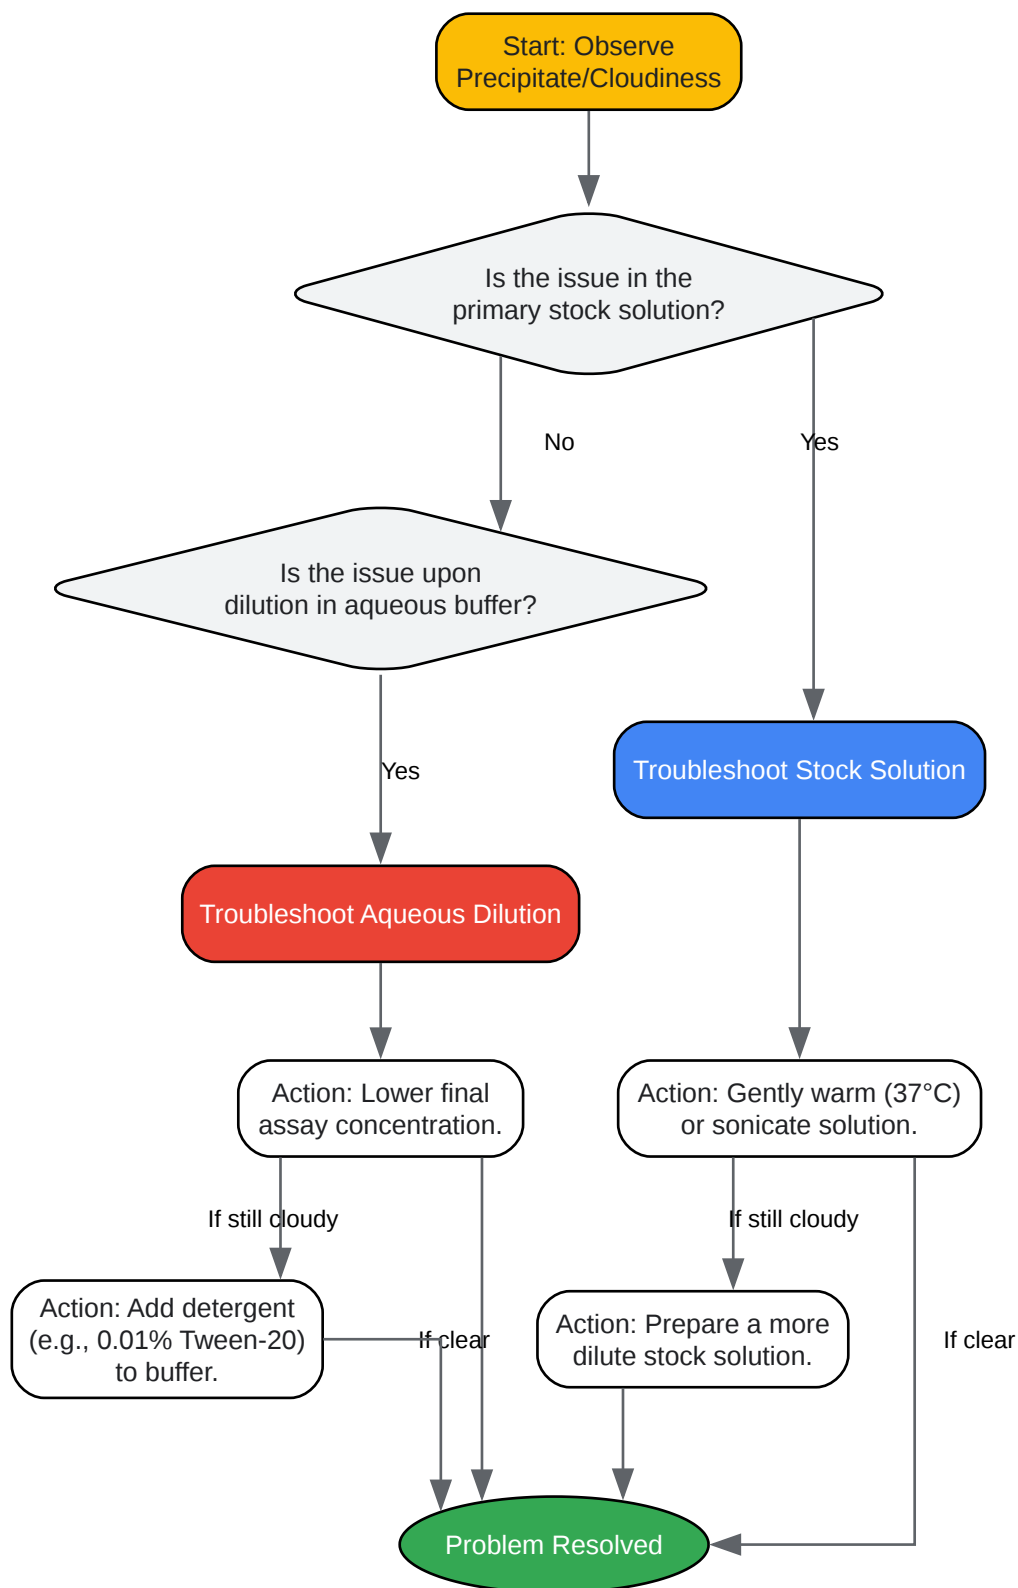 Start: Observe
Precipitate/Cloudiness
Is the issue in the
primary stock solution?
No
Yes
Is the issue upon
dilution in aqueous buffer?
Yes
Troubleshoot Stock Solution
Troubleshoot Aqueous Dilution
Action: Lower final
assay concentration.
Action: Gently warm (37°C)
or sonicate solution.
If still cloudy
If still cloudy
Action: Add detergent
(e.g., 0.01% Tween-20)
to buffer.
If clear
Action: Prepare a more
dilute stock solution.
If clear
Problem Resolved